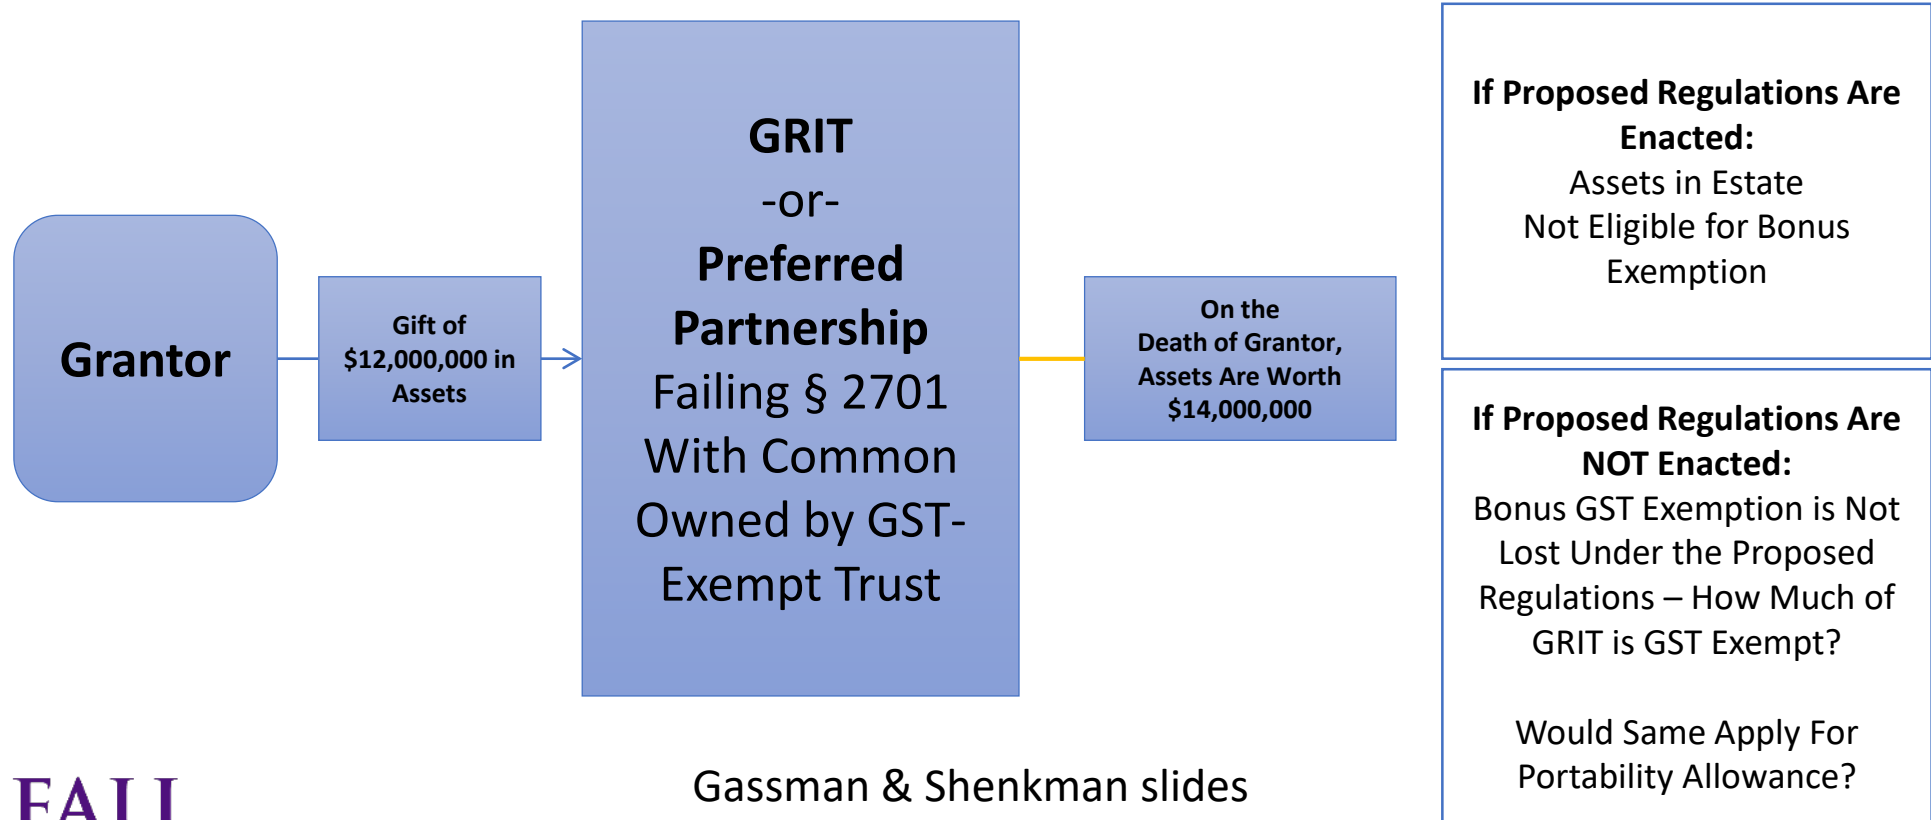 Grantor
Gift of
$12,000,000 in
Assets
GRIT
-or-
Preferred
Partnership
Failing § 2701
With Common
Owned by GST-
Exempt Trust
On the
Death of Grantor,
Assets Are Worth
$14,000,000
If Proposed Regulations Are
Enacted:
Assets in Estate
Not Eligible for Bonus
Exemption
If Proposed Regulations Are
NOT Enacted:
Bonus GST Exemption is Not
Lost Under the Proposed
Regulations – How Much of
GRIT is GST Exempt?
Would Same Apply For
Portability Allowance?
Gassman & Shenkman slides